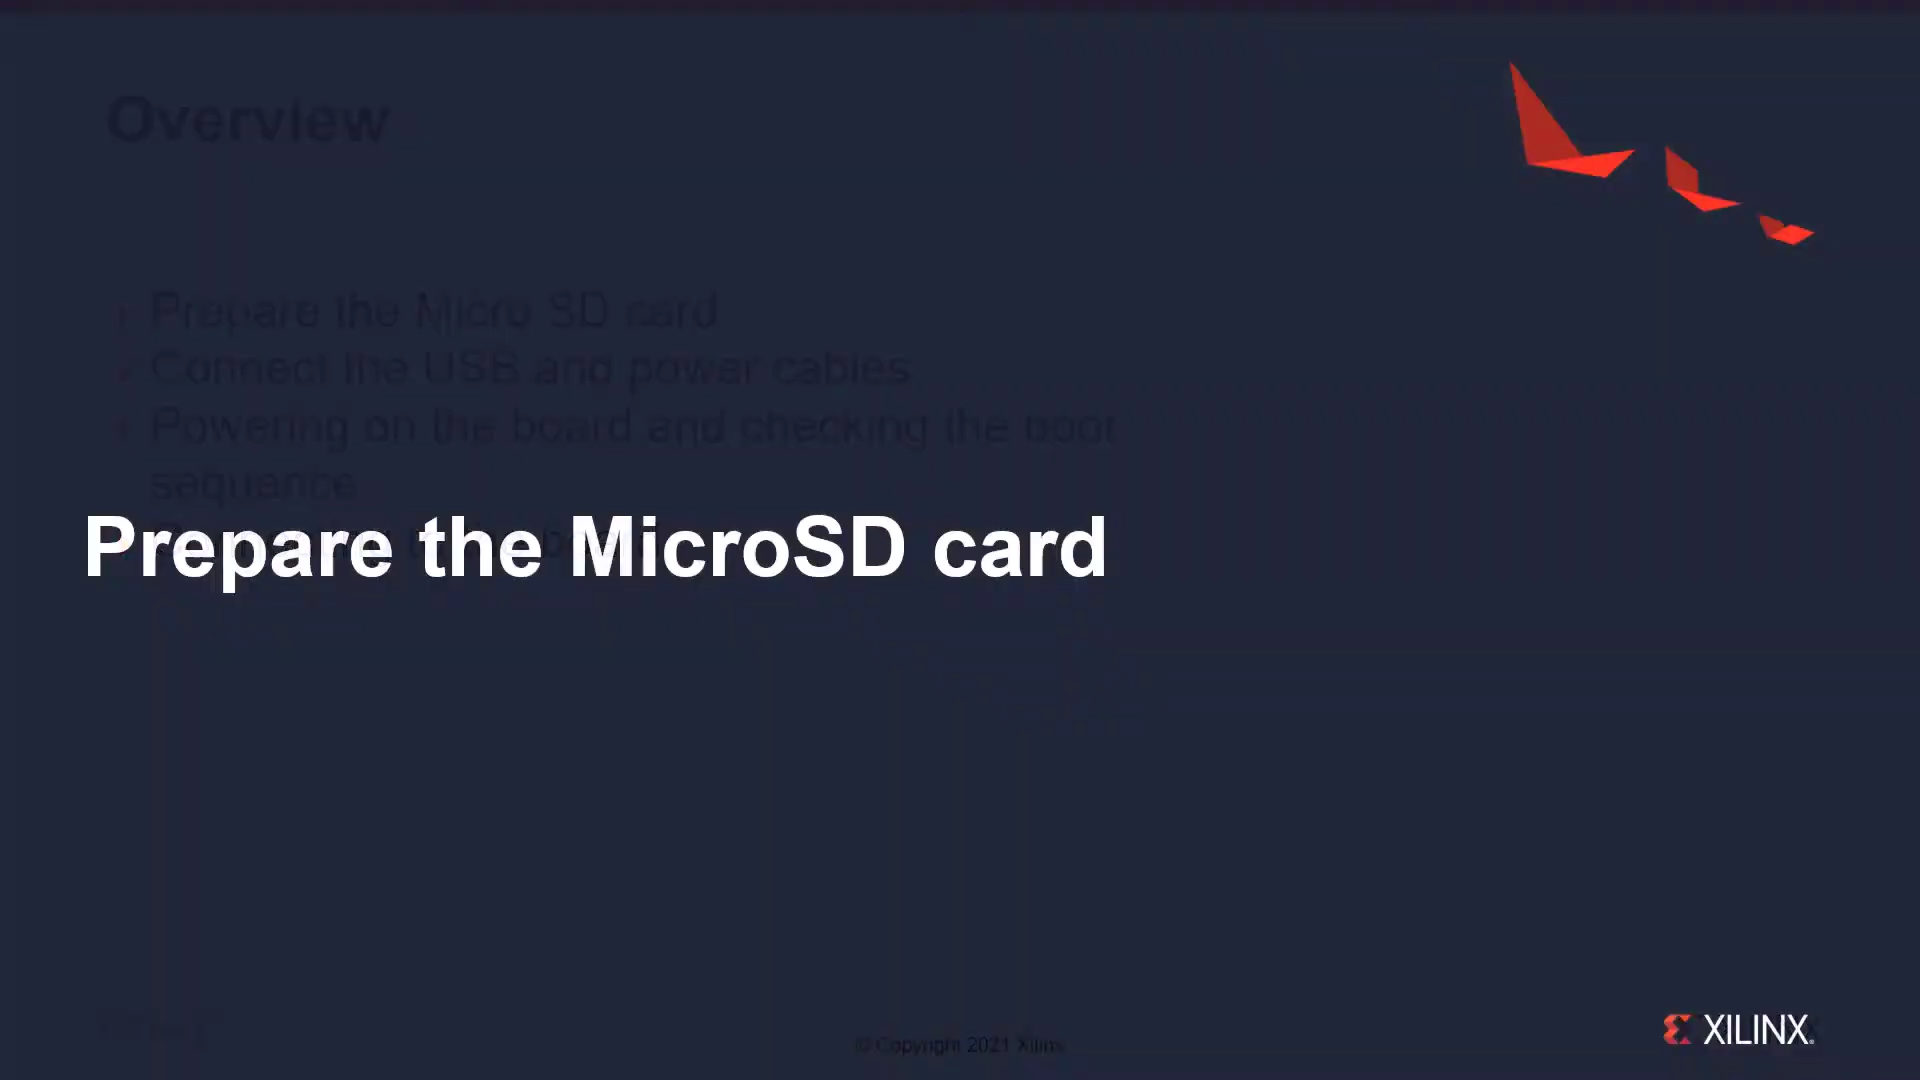 Overview
Prepare the Micro SD card
Connect the USB and power cables
Powering on the board and checking the boot
sequence
Prepare the MicroSD card
© Copyright 2021 Xilinx
XILINX